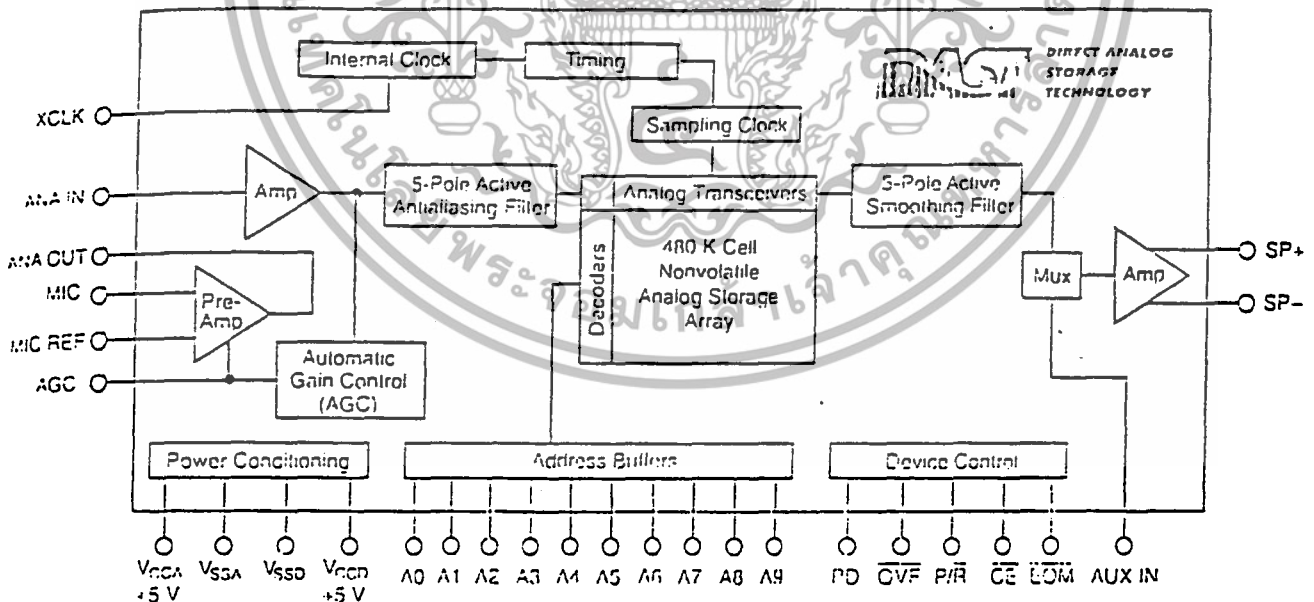 DIRECT ANALOG
STORAGE
TECHNOLOGY
Internal Clock
Timing
XCLK
Sampling Clock
ANA IN
Amp
5-Pole Active
Antialiasing Filter
Analog Transceivers
5-Pole Active
Smoothing Filter
ANA OUT
MIC
Pre-
Amp
MIC REF
AGC
Automatic
Gain Control
(AGC)
Decoders
480 K Cell
Nonvolatile
Analog Storage
Array
Mux
Amp
SP+
SP−
Power Conditioning
Address Buffers
Device Control
VCCA
+5 V
VSSA
VSSD
VCCD
+5 V
A0
A1
A2
A3
A4
A5
A6
A7
A8
A9
PD
OVF
P/R
CE
EOM
AUX IN